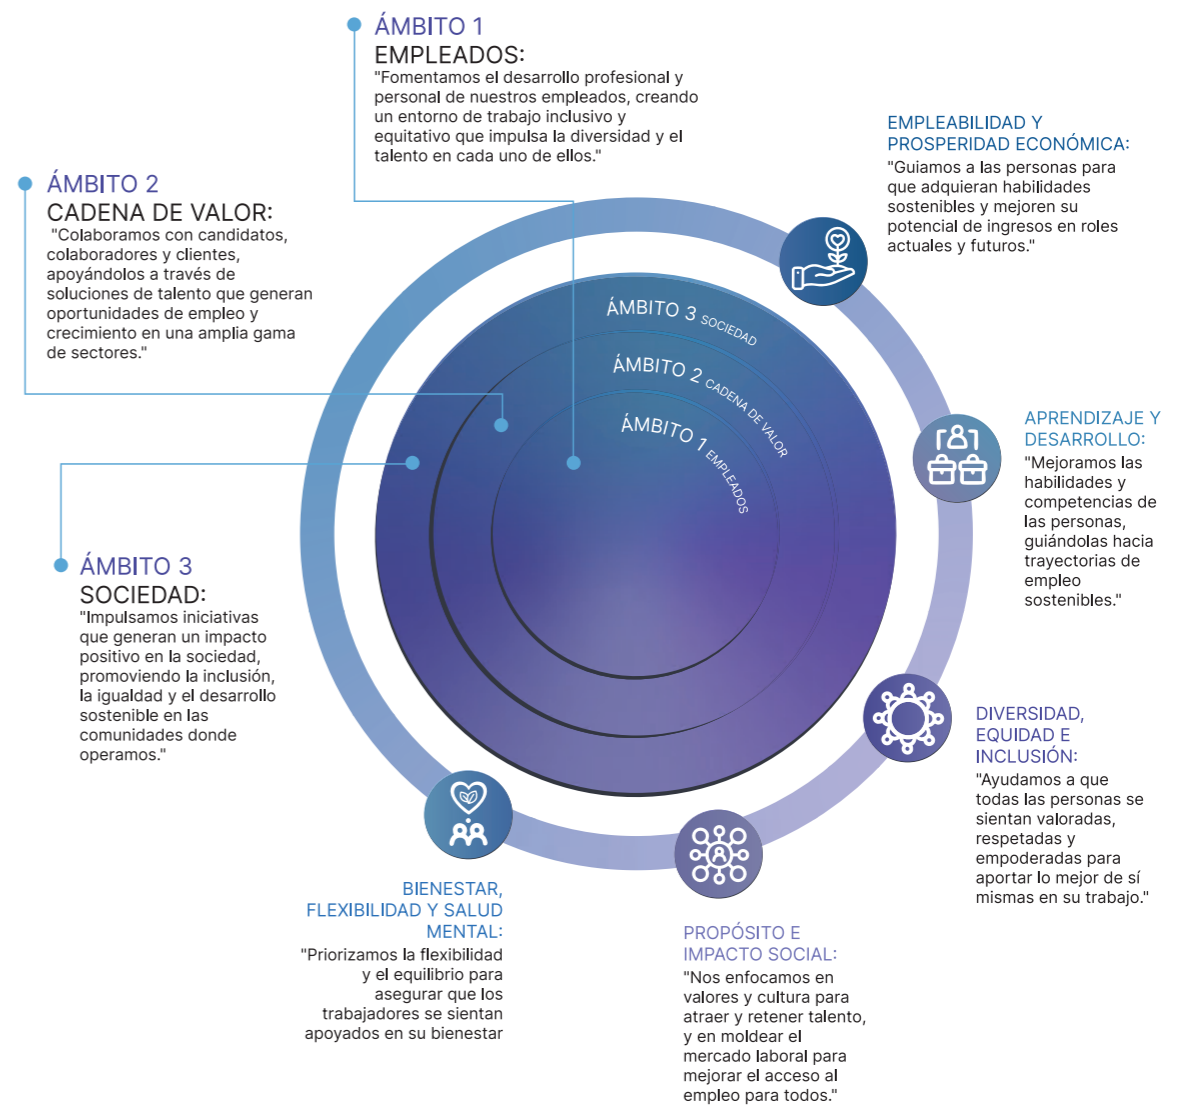 ÁMBITO 1
EMPLEADOS:
"Fomentamos el desarrollo profesional y
personal de nuestros empleados, creando
un entorno de trabajo inclusivo y
equitativo que impulsa la diversidad y el
talento en cada uno de ellos."
ÁMBITO 2
CADENA DE VALOR:
"Colaboramos con candidatos,
colaboradores y clientes,
apoyándolos a través de
soluciones de talento que generan
oportunidades de empleo y
crecimiento en una amplia gama
de sectores."
ÁMBITO 3
SOCIEDAD:
"Impulsamos iniciativas
que generan un impacto
positivo en la sociedad,
promoviendo la inclusión,
la igualdad y el desarrollo
sostenible en las
comunidades donde
operamos."
ÁMBITO 3 SOCIEDAD
ÁMBITO 2 CADENA DE VALOR
ÁMBITO 1 EMPLEADOS
EMPLEABILIDAD Y
PROSPERIDAD ECONÓMICA:
"Guiamos a las personas para
que adquieran habilidades
sostenibles y mejoren su
potencial de ingresos en roles
actuales y futuros."
APRENDIZAJE Y
DESARROLLO:
"Mejoramos las
habilidades y
competencias de
las personas,
guiándolas hacia
trayectorias de
empleo
sostenibles."
DIVERSIDAD,
EQUIDAD E
INCLUSIÓN:
"Ayudamos a que
todas las personas se
sientan valoradas,
respetadas y
empoderadas para
aportar lo mejor de sí
mismas en su trabajo."
PROPÓSITO E
IMPACTO SOCIAL:
"Nos enfocamos en
valores y cultura para
atraer y retener talento,
y en moldear el
mercado laboral para
mejorar el acceso al
empleo para todos."
BIENESTAR,
FLEXIBILIDAD Y SALUD
MENTAL:
"Priorizamos la flexibilidad
y el equilibrio para
asegurar que los
trabajadores se sientan
apoyados en su bienestar